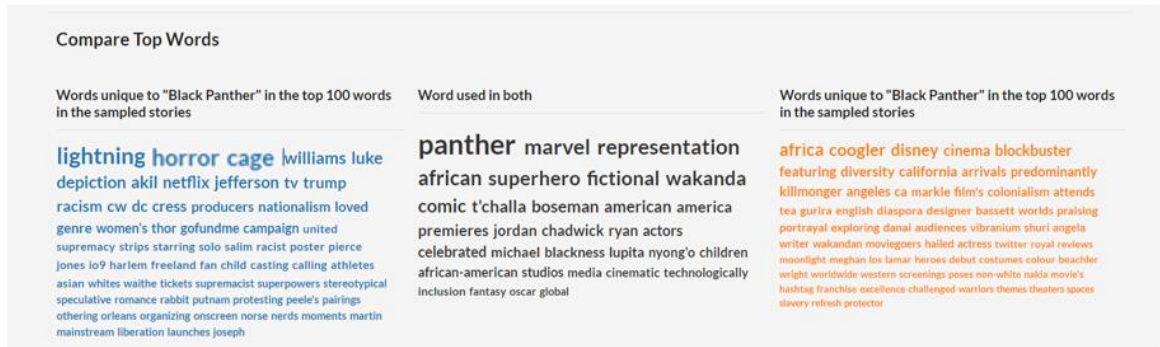 Compare Top Words
Words unique to "Black Panther" in the top 100 words
in the sampled stories
lightning horror cage williams luke
depiction akil netflix jefferson tv trump
racism cw dc cress producers nationalism loved
genre women's thor gofundme campaign united
supremacy strips starring solo salim racist poster pierce
jones io9 harlem freeland fan child casting calling athletes
asian whites waithe tickets supremacist superpowers stereotypical
speculative romance rabbit putnam protesting peele's pairings
othering orleans organizing onscreen norse nerds moments martin
mainstream liberation launches joseph
Word used in both
panther marvel representation
african superhero fictional wakanda
comic t'challa boseman american america
premieres jordan chadwick ryan actors
celebrated michael blackness lupita nyong'o children
african-american studios media cinematic technologically
inclusion fantasy oscar global
Words unique to "Black Panther" in the top 100 words
in the sampled stories
africa coogler disney cinema blockbuster
featuring diversity california arrivals predominantly
killmonger angeles ca markle film's colonialism attends
tea gurira english diaspora designer bassett worlds praising
portrayal exploring danai audiences vibranium shuri angela
writer wakandan moviegoers hailed actress twitter royal reviews
moonlight meghan los lamar heroes debut costumes colour beachler
wright worldwide western screenings poses non-white nakia movie's
hashtag franchise excellence challenged warriors themes theaters spaces
slavery refresh protector